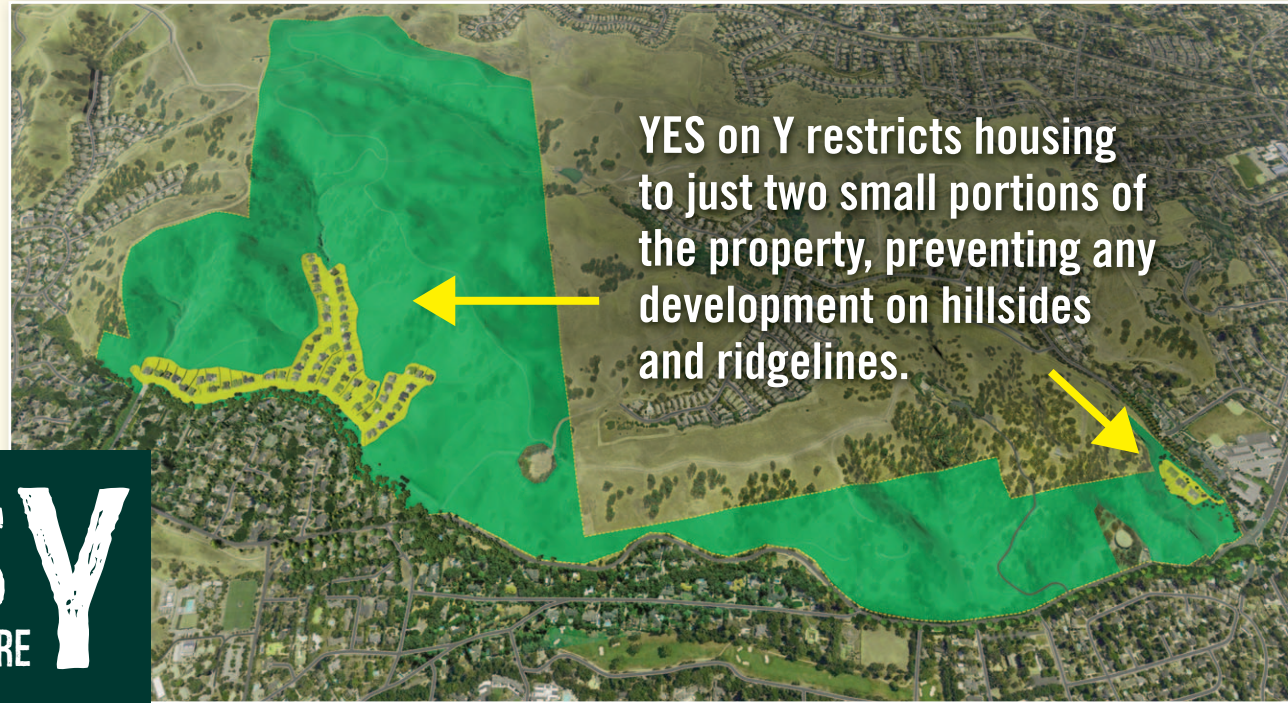 YES on Y restricts housing
to just two small portions of
the property, preventing any
development on hillsides
and ridgelines.
Y